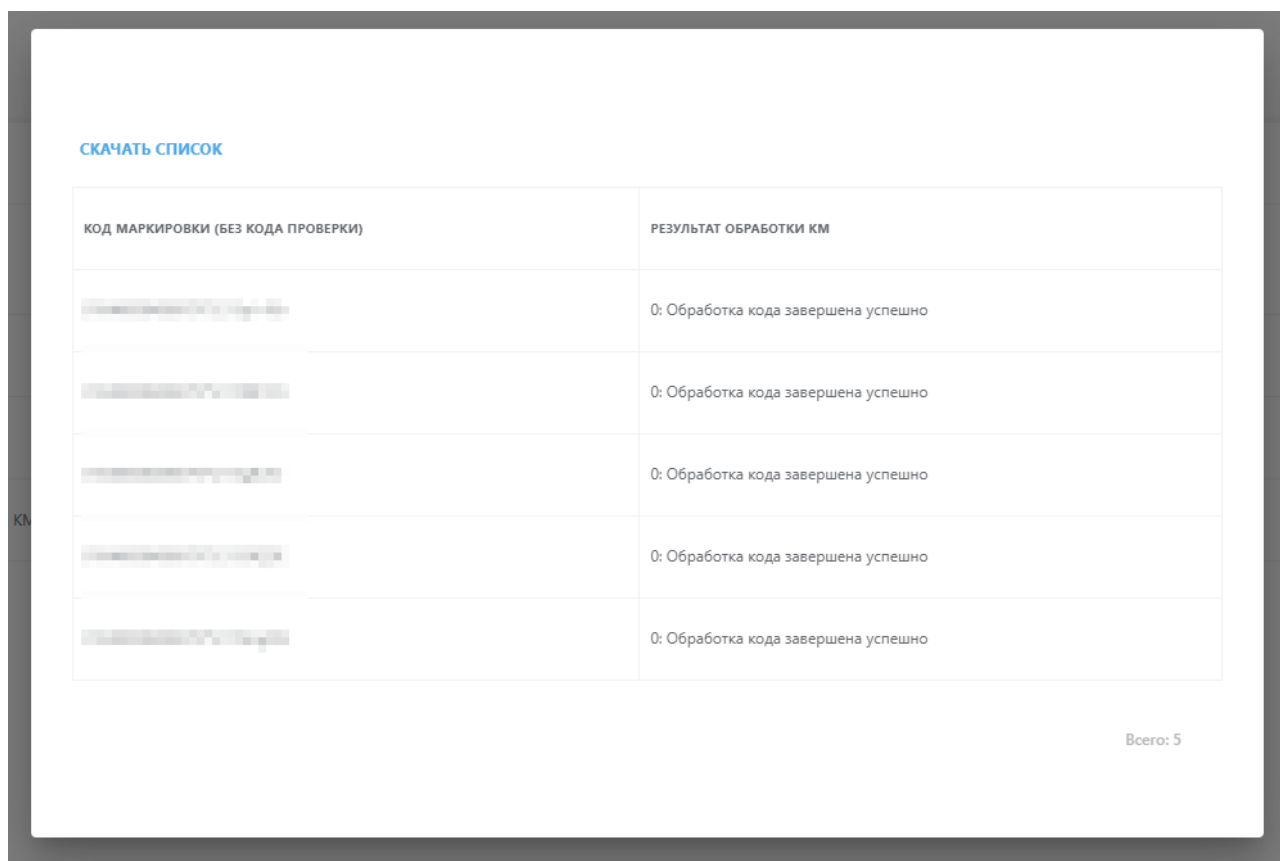 СКАЧАТЬ СПИСОК
КОД МАРКИРОВКИ (БЕЗ КОДА ПРОВЕРКИ)
РЕЗУЛЬТАТ ОБРАБОТКИ КМ
0: Обработка кода завершена успешно
0: Обработка кода завершена успешно
0: Обработка кода завершена успешно
КМ
0: Обработка кода завершена успешно
0: Обработка кода завершена успешно
Всего: 5